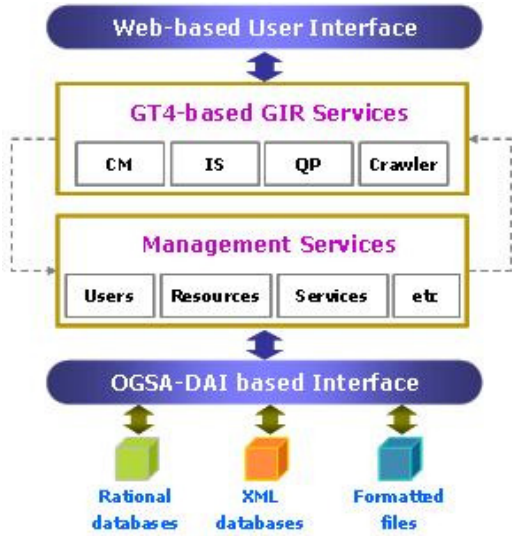 Web-based User Interface
GT4-based GIR Services
CM IS QP Crawler
Management Services
Users Resources Services etc
OGSA-DAI based Interface
Rational XML Formatted
databases databases files